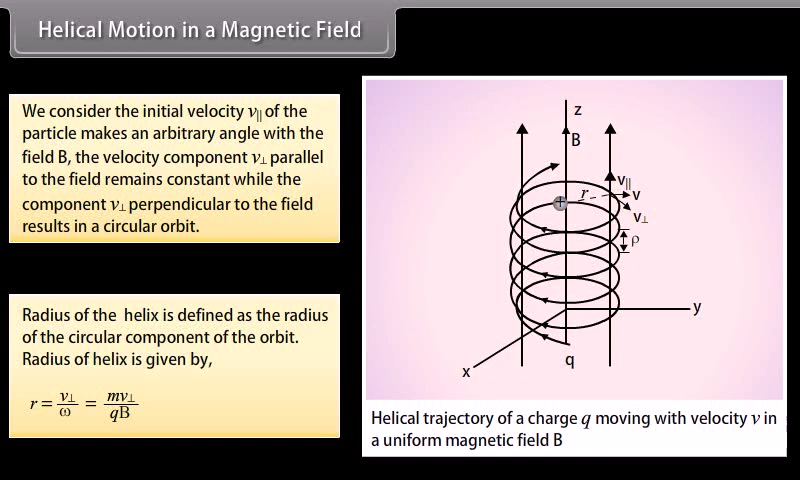 Helical Motion in a Magnetic Field
We consider the initial velocity v|| of the
particle makes an arbitrary angle with the
field B, the velocity component v⊥ parallel
to the field remains constant while the
component v⊥ perpendicular to the field
results in a circular orbit.
Radius of the helix is defined as the radius
of the circular component of the orbit.
Radius of helix is given by,
r = v⊥/ω = mv⊥/qB
z
B
v||
r
v
+
v⊥
ρ
y
x
q
Helical trajectory of a charge q moving with velocity v in
a uniform magnetic field B